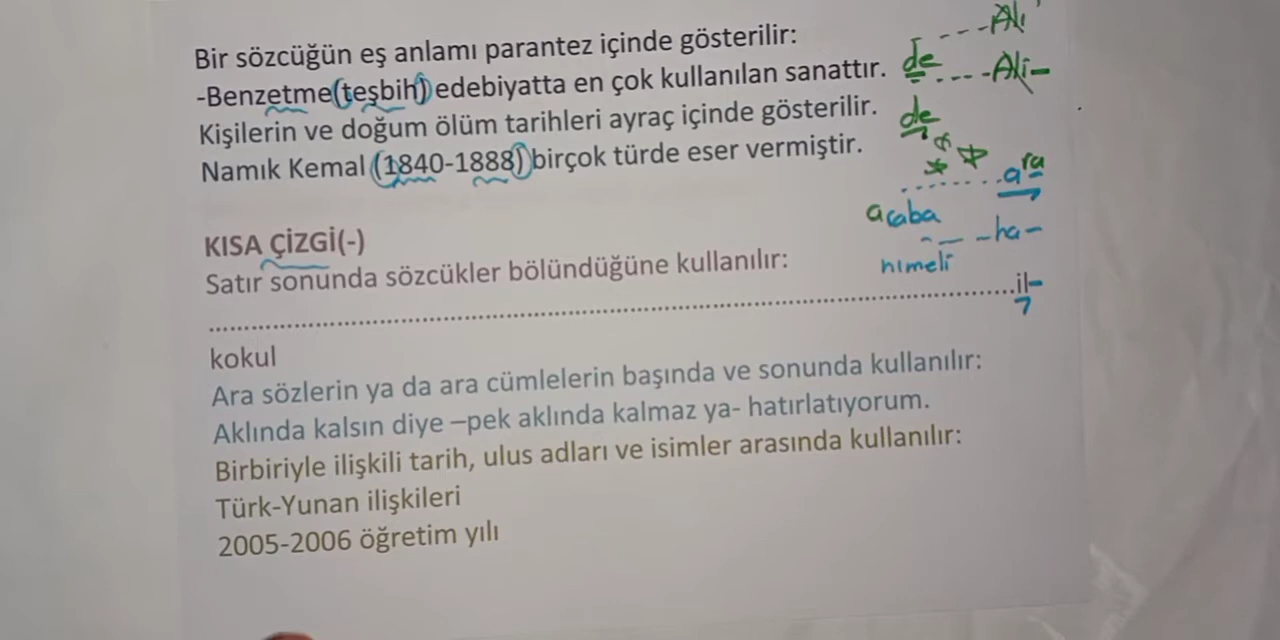 Bir sözcüğün eş anlamı parantez içinde gösterilir:
-Benzetme(teşbih) edebiyatta en çok kullanılan sanattır.
Kişilerin ve doğum ölüm tarihleri ayraç içinde gösterilir.
Namık Kemal (1840-1888) birçok türde eser vermiştir.
---Alı'
de
----Ali-
de
.......ara
acaba
- - -ha-
nımeli
KISA ÇİZGİ(-)
Satır sonunda sözcükler bölündüğüne kullanılır:
..........................................................il-
kokul
Ara sözlerin ya da ara cümlelerin başında ve sonunda kullanılır:
Aklında kalsın diye –pek aklında kalmaz ya- hatırlatıyorum.
Birbiriyle ilişkili tarih, ulus adları ve isimler arasında kullanılır:
Türk-Yunan ilişkileri
2005-2006 öğretim yılı